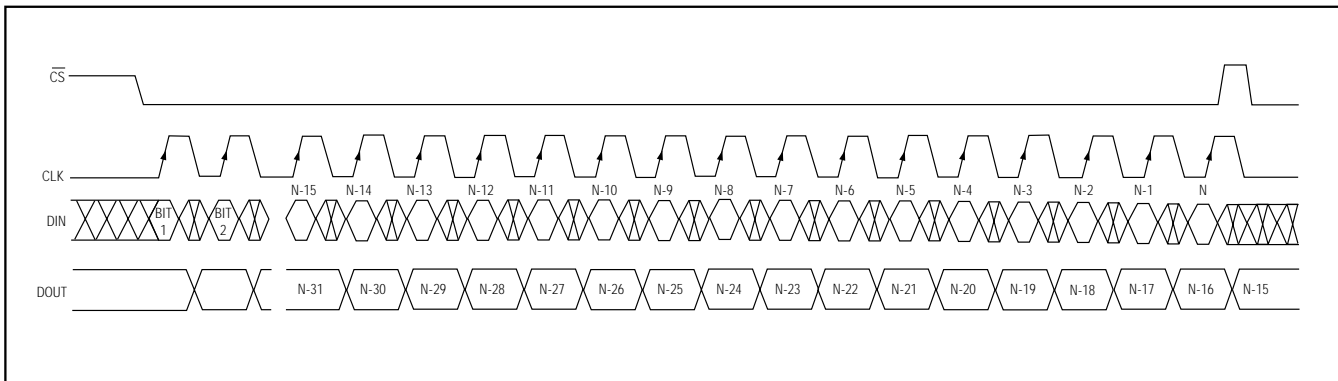 CS
CLK
N-15 N-14 N-13 N-12 N-11 N-10 N-9 N-8 N-7 N-6 N-5 N-4 N-3 N-2 N-1 N
DIN BIT 1 BIT 2
DOUT N-31 N-30 N-29 N-28 N-27 N-26 N-25 N-24 N-23 N-22 N-21 N-20 N-19 N-18 N-17 N-16 N-15